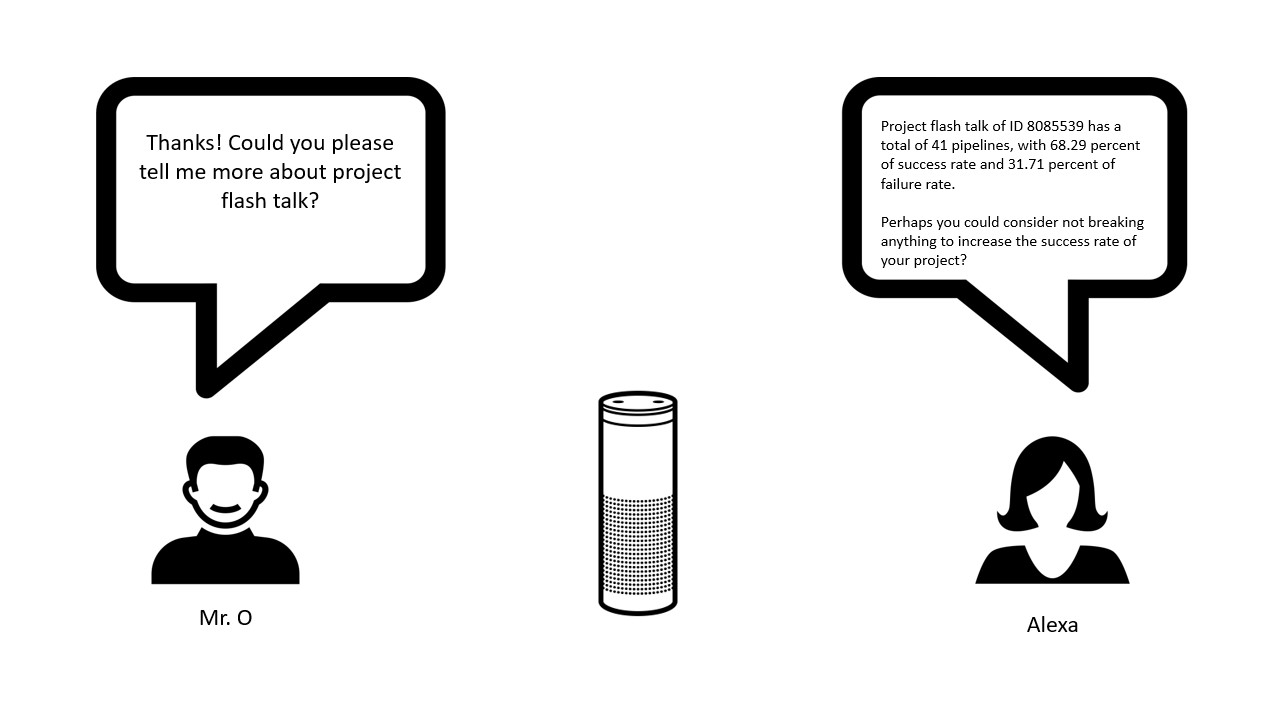 Thanks! Could you please
tell me more about project
flash talk?
Project flash talk of ID 8085539 has a
total of 41 pipelines, with 68.29 percent
of success rate and 31.71 percent of
failure rate.
Perhaps you could consider not breaking
anything to increase the success rate of
your project?
Mr. O
Alexa